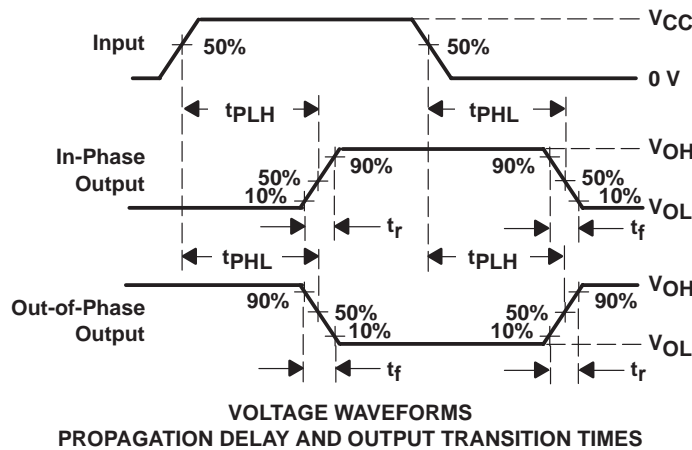 VCC
Input
50%
50%
0 V
tPLH
tPHL
In-Phase
Output
VOH
90%
90%
50%
50%
10%
10%
VOL
tr
tf
tPHL
tPLH
VOH
90%
90%
Out-of-Phase
Output
50%
50%
10%
10%
VOL
tf
tr
VOLTAGE WAVEFORMS
PROPAGATION DELAY AND OUTPUT TRANSITION TIMES